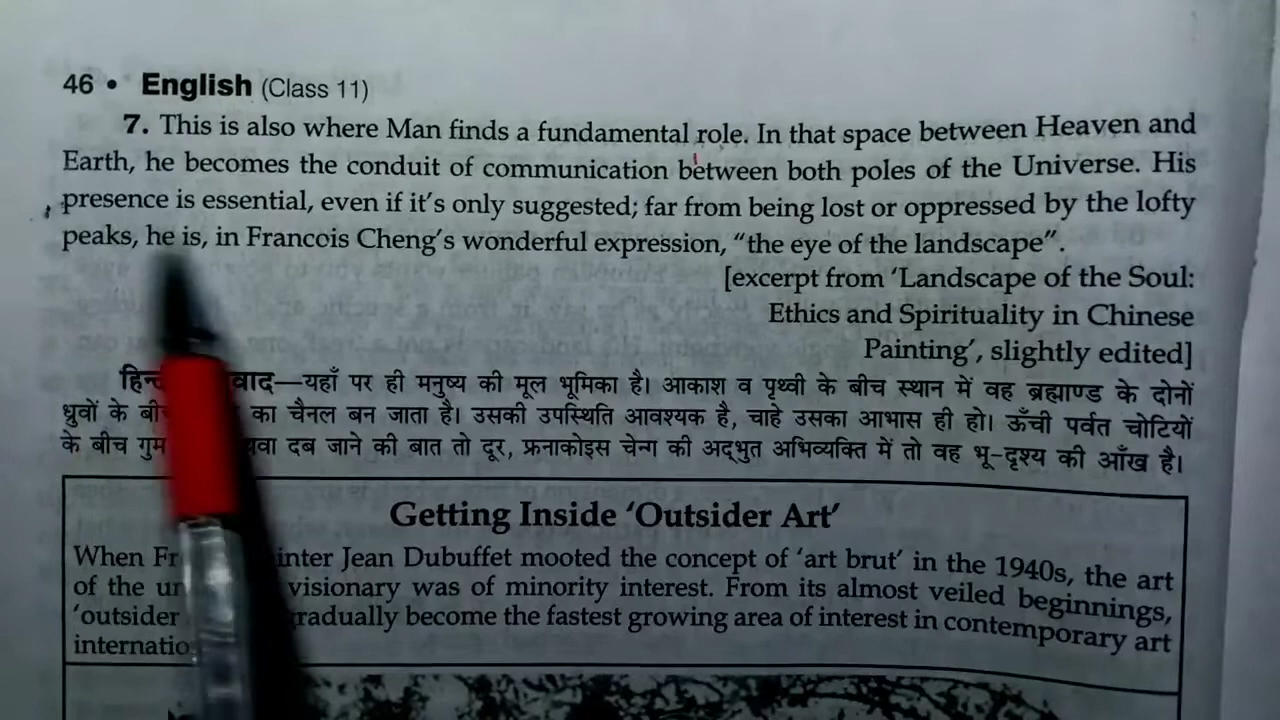 46 • English (Class 11)
7. This is also where Man finds a fundamental role. In that space between Heaven and
Earth, he becomes the conduit of communication between both poles of the Universe. His
presence is essential, even if it's only suggested; far from being lost or oppressed by the lofty
peaks, he is, in Francois Cheng's wonderful expression, "the eye of the landscape".
[excerpt from 'Landscape of the Soul:
Ethics and Spirituality in Chinese
Painting', slightly edited]
—यहाँ पर ही मनुष्य की मूल भूमिका है। आकाश व पृथ्वी के बीच स्थान में वह ब्रह्माण्ड के दोनों
ध्रुवों के का चैनल बन जाता है। उसकी उपस्थिति आवश्यक है, चाहे उसका आभास ही हो। ऊँची पर्वत चोटियों
के बीच दब जाने की बात तो दूर, फ्रनाकोइस चेन्ग की अद्भुत अभिव्यक्ति में तो वह भू-दृश्य की आँख है।
Getting Inside 'Outsider Art'
When Jean Dubuffet mooted the concept of 'art brut' in the 1940s, the art
of the visionary was of minority interest. From its almost veiled beginnings,
'outsider gradually become the fastest growing area of interest in contemporary art